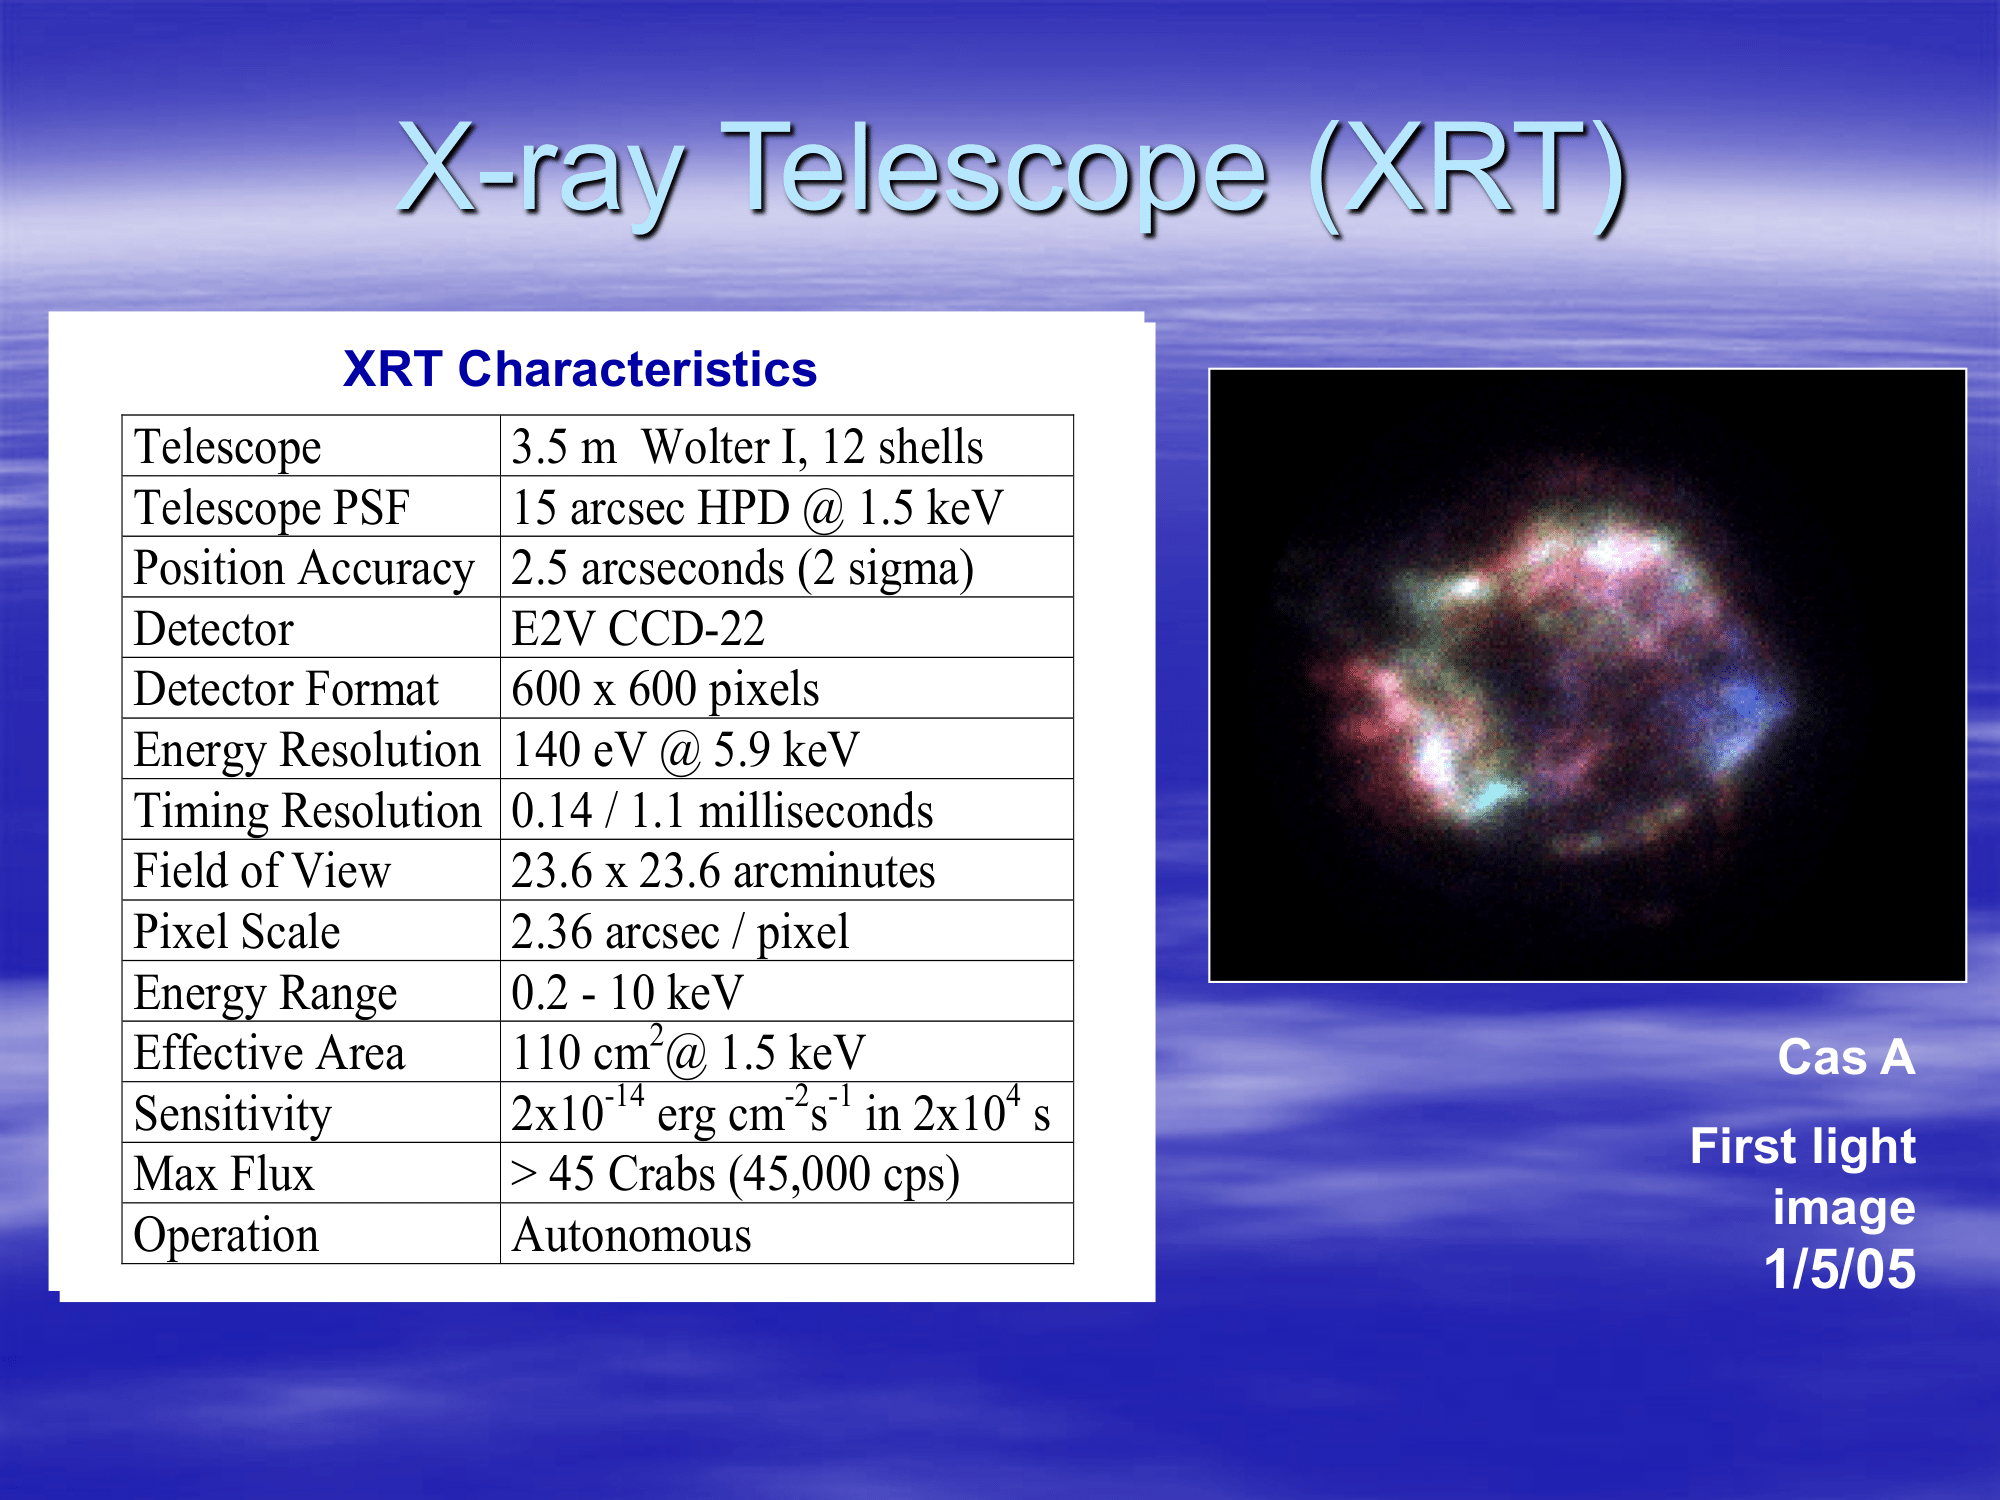 X-ray Telescope (XRT)
XRT Characteristics
Telescope 3.5 m Wolter I, 12 shells
Telescope PSF 15 arcsec HPD @ 1.5 keV
Position Accuracy 2.5 arcseconds (2 sigma)
Detector E2V CCD-22
Detector Format 600 x 600 pixels
Energy Resolution 140 eV @ 5.9 keV
Timing Resolution 0.14 / 1.1 milliseconds
Field of View 23.6 x 23.6 arcminutes
Pixel Scale 2.36 arcsec / pixel
Energy Range 0.2 - 10 keV
Effective Area 110 cm²@ 1.5 keV
Sensitivity 2x10⁻¹⁴ erg cm⁻²s⁻¹ in 2x10⁴ s
Max Flux > 45 Crabs (45,000 cps)
Operation Autonomous
Cas A
First light
image
1/5/05